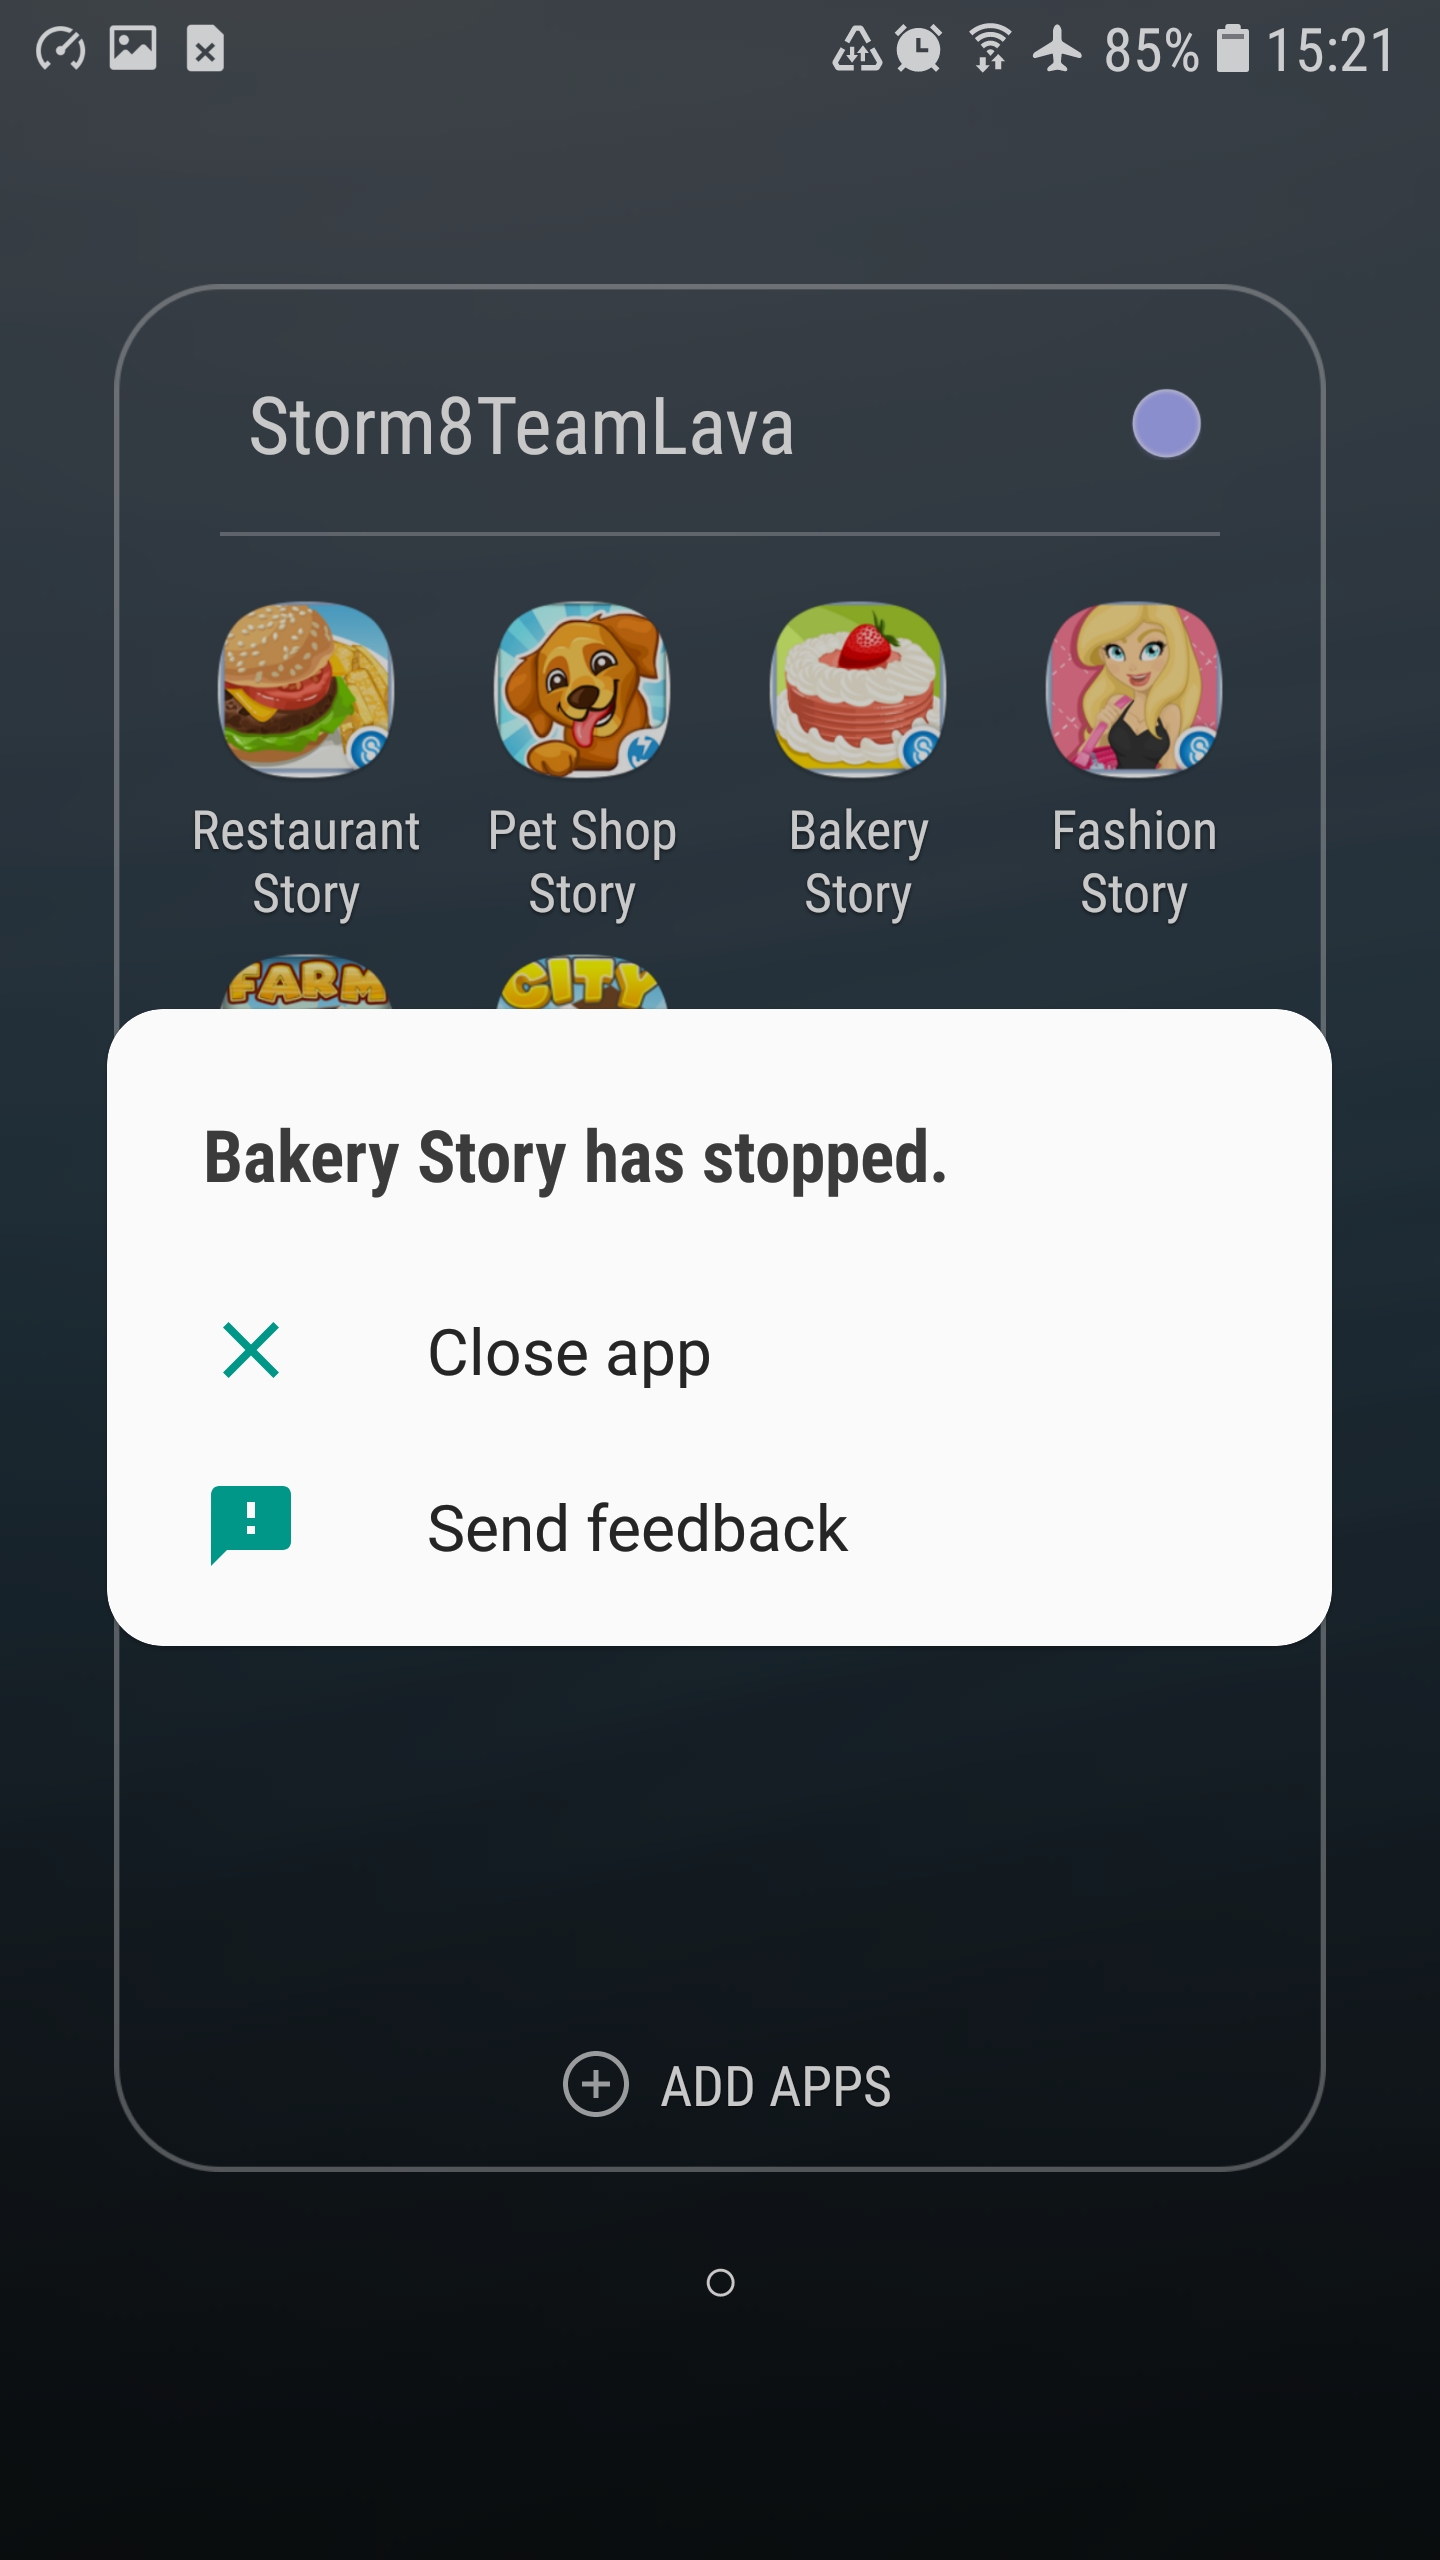 85% 15:21
Storm8TeamLava
Restaurant Story
Pet Shop Story
Bakery Story
Fashion Story
FARM
CITY
Bakery Story has stopped.
Close app
Send feedback
ADD APPS